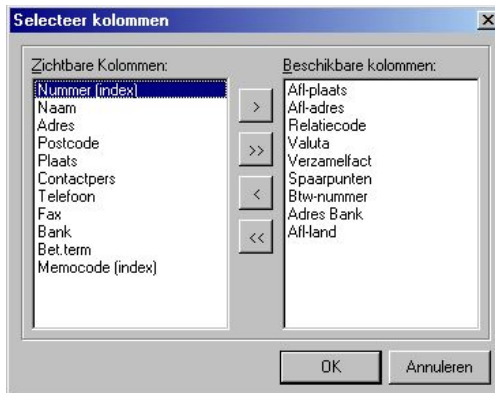 Selecteer kolommen
Zichtbare Kolommen:
Nummer (index)
Naam
Adres
Postcode
Plaats
Contactpers
Telefoon
Fax
Bank
Bet.term
Memocode (index)
>
>>
<
<<
Beschikbare kolommen:
Afl-plaats
Afl-adres
Relatiecode
Valuta
Verzamelfact
Spaarpunten
Btw-nummer
Adres Bank
Afl-land
OK
Annuleren